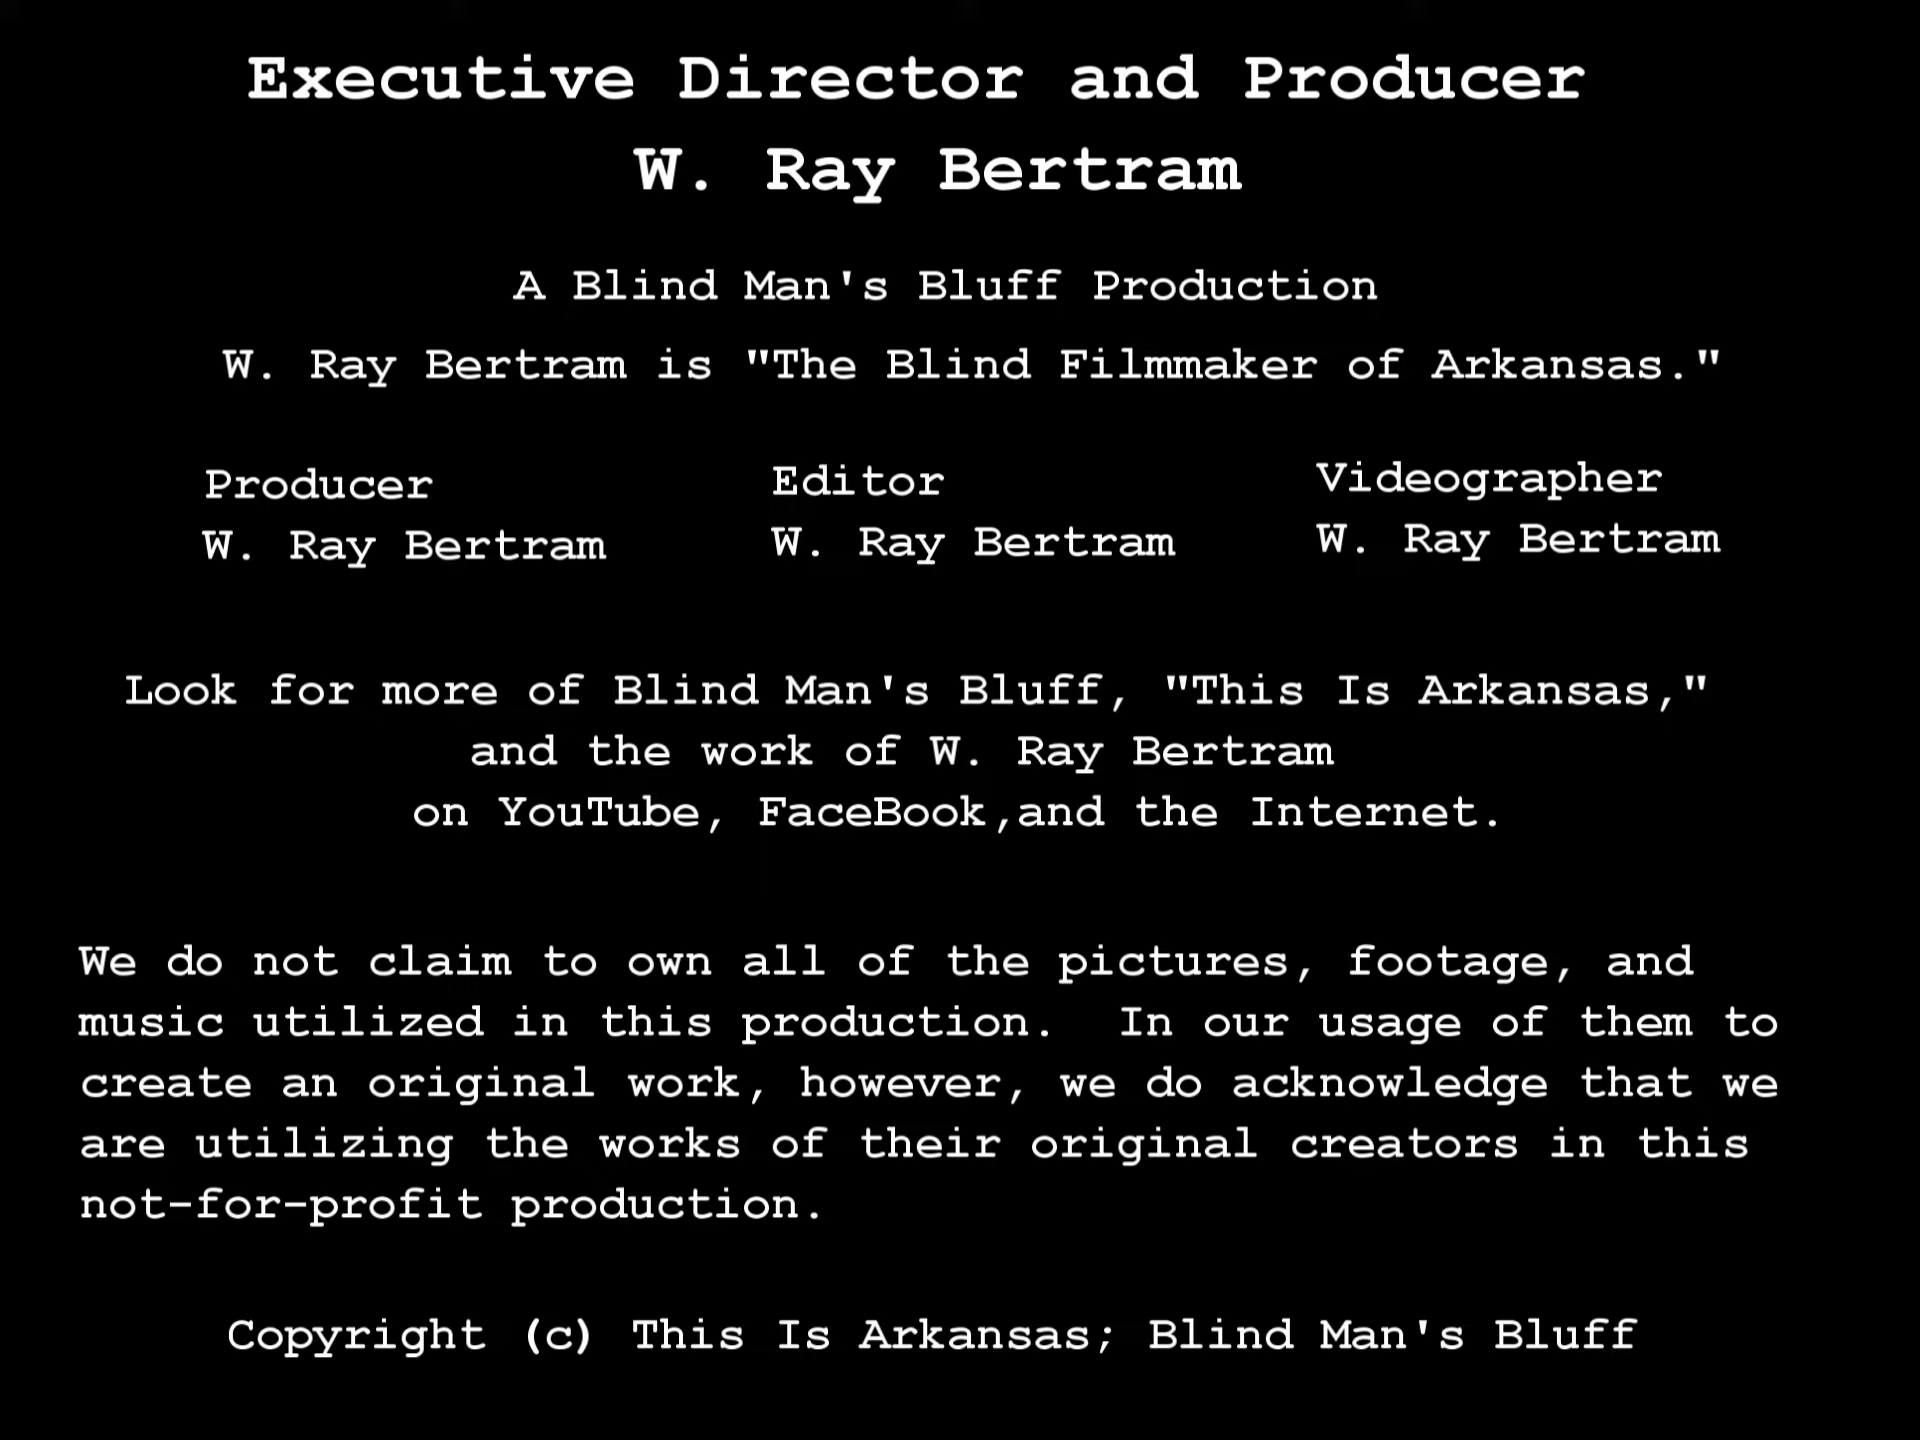 Executive Director and Producer
W. Ray Bertram
A Blind Man's Bluff Production
W. Ray Bertram is "The Blind Filmmaker of Arkansas."
Producer
W. Ray Bertram
Editor
W. Ray Bertram
Videographer
W. Ray Bertram
Look for more of Blind Man's Bluff, "This Is Arkansas,"
and the work of W. Ray Bertram
on YouTube, FaceBook,and the Internet.
We do not claim to own all of the pictures, footage, and
music utilized in this production.  In our usage of them to
create an original work, however, we do acknowledge that we
are utilizing the works of their original creators in this
not-for-profit production.
Copyright (c) This Is Arkansas; Blind Man's Bluff